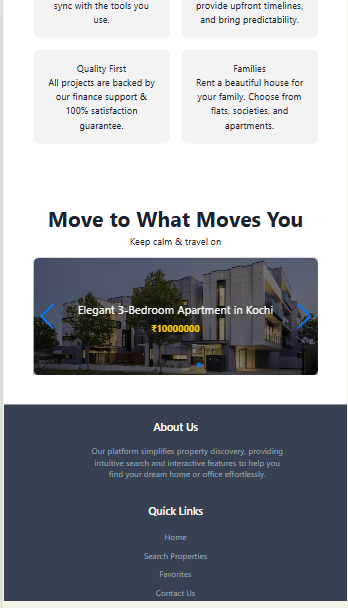 sync with the tools you
use.
provide upfront timelines,
and bring predictability.
Quality First
All projects are backed by
our finance support &
100% satisfaction
guarantee.
Families
Rent a beautiful house for
your family. Choose from
flats, societies, and
apartments.
Move to What Moves You
Keep calm & travel on
Elegant 3-Bedroom Apartment in Kochi
₹10000000
About Us
Our platform simplifies property discovery, providing
intuitive search and interactive features to help you
find your dream home or office effortlessly.
Quick Links
Home
Search Properties
Favorites
Contact Us